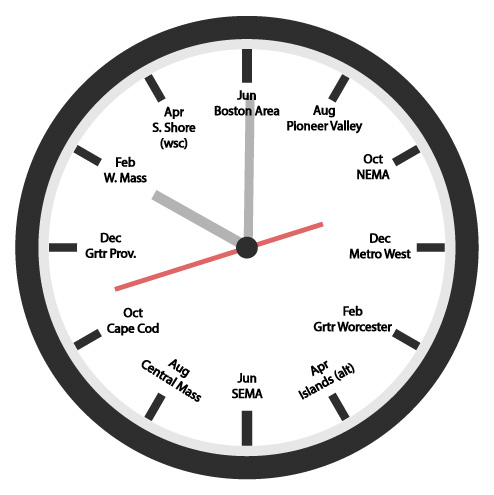 Jun
Boston Area
Aug
Pioneer Valley
Oct
NEMA
Dec
Metro West
Feb
Grtr Worcester
Apr
Islands (alt)
Jun
SEMA
Aug
Central Mass
Oct
Cape Cod
Dec
Grtr Prov.
Feb
W. Mass
Apr
S. Shore
(wsc)